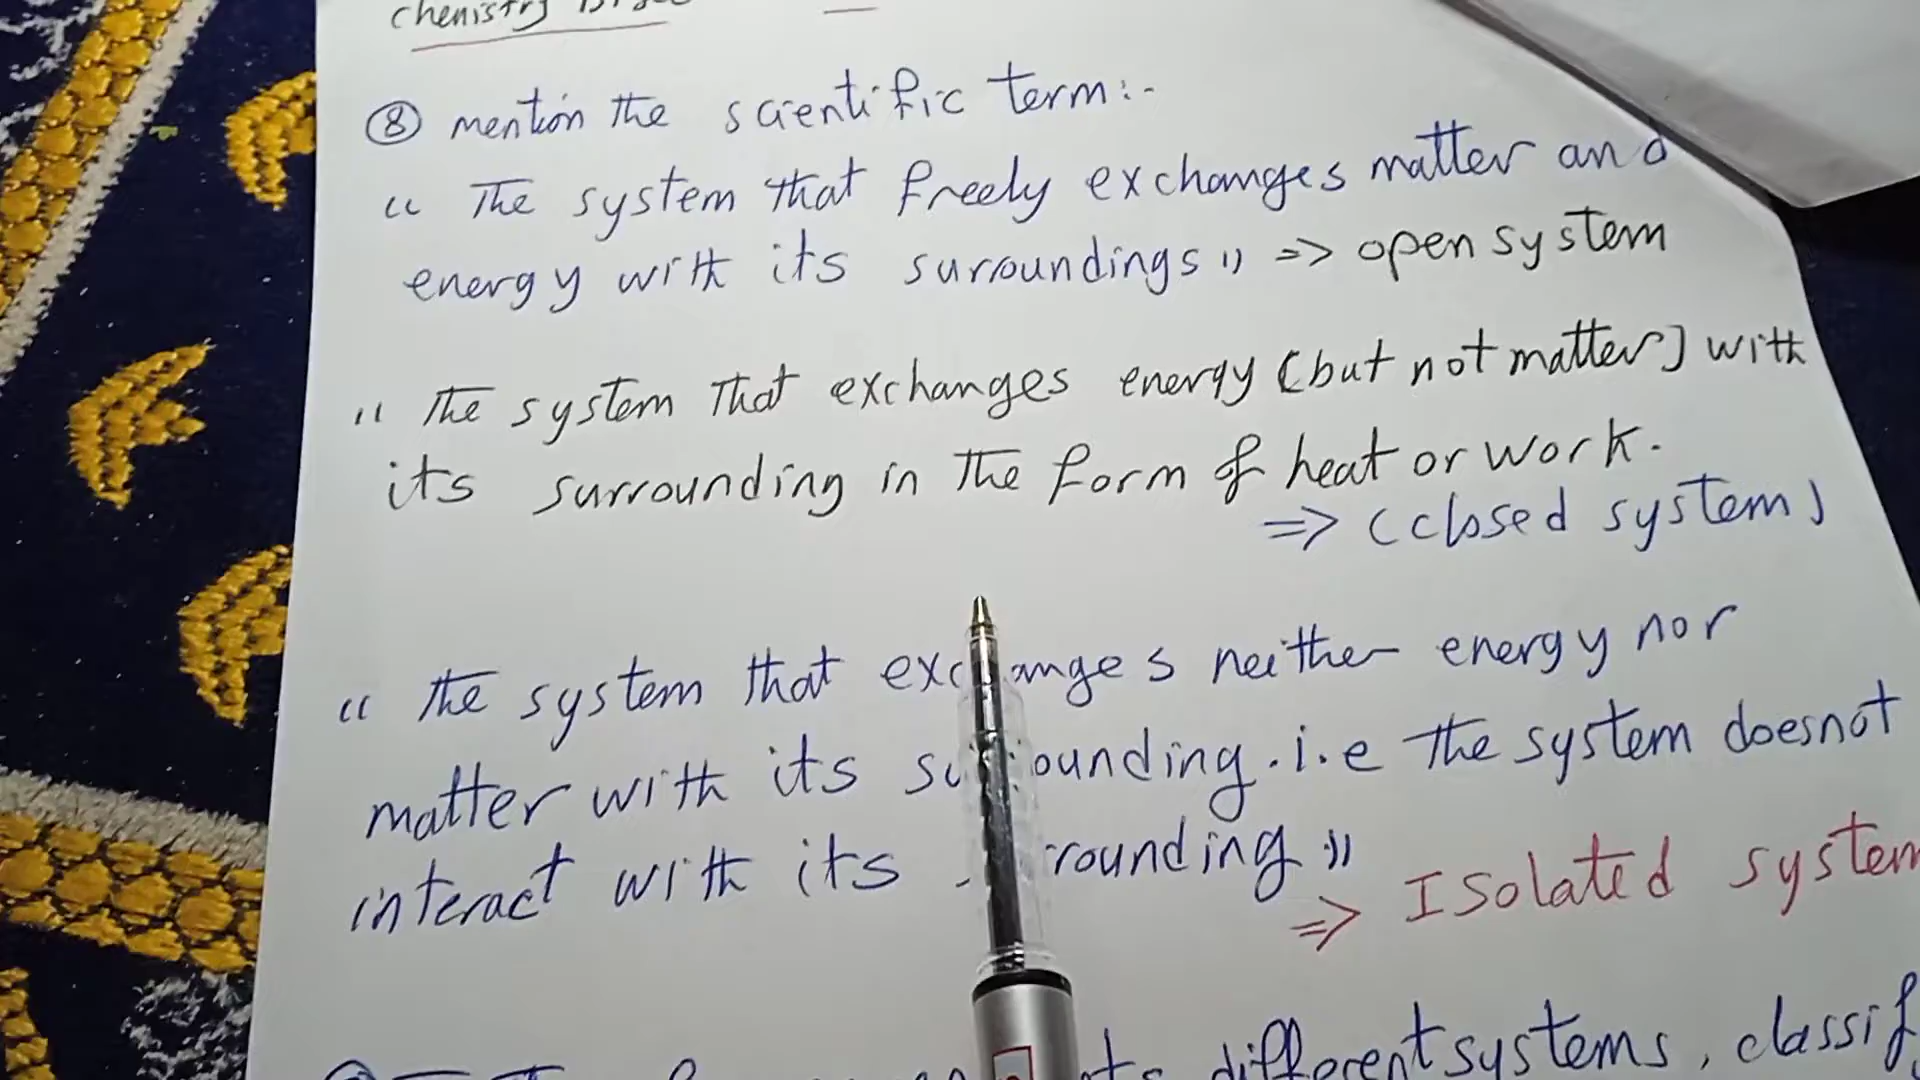 chemistry
⑧ mention the scientific term:-
“ The system that freely exchanges matter and
energy with its surroundings” => open system
“ The system That exchanges energy (but not matter) with
its surrounding in The form of heat or work.
=> (closed system)
“ The system that exchanges neither energy nor
matter with its surrounding. i.e The system doesnot
interact with its rounding”
=> Isolated system
different systems, classif